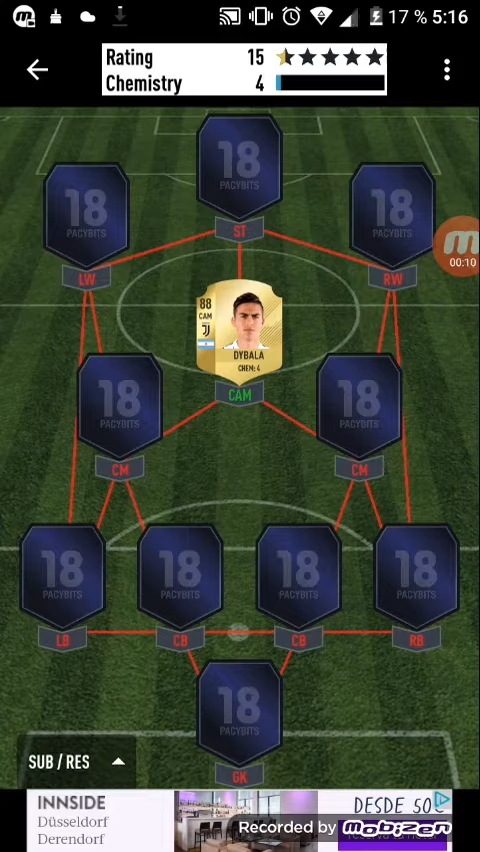 17 % 5:16
Rating 15
Chemistry 4
18
PACYBITS
18
PACYBITS
18
PACYBITS
ST
LW
RW
00:10
88
CAM
DYBALA
CHEM: 4
CAM
18
PACYBITS
18
PACYBITS
CM
CM
18
PACYBITS
18
PACYBITS
18
PACYBITS
18
PACYBITS
LB
CB
CB
RB
18
PACYBITS
SUB / RES
GK
INNSIDE
Düsseldorf
Derendorf
DESDE 50€
Recorded by mobizen